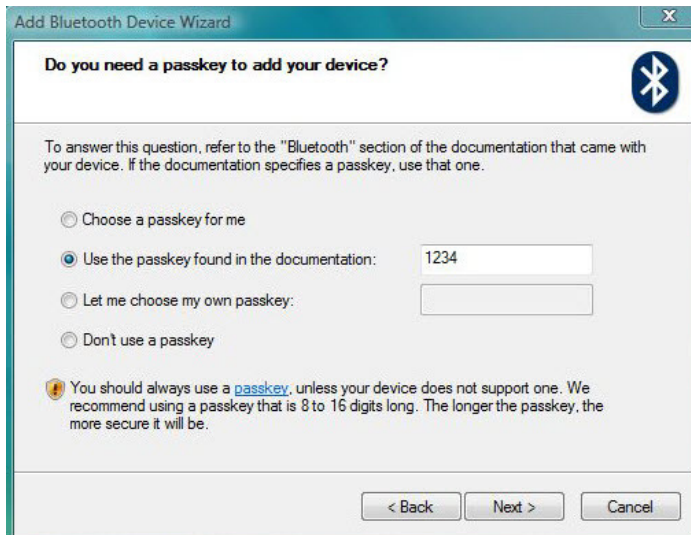 Add Bluetooth Device Wizard
Do you need a passkey to add your device?
To answer this question, refer to the "Bluetooth" section of the documentation that came with
your device. If the documentation specifies a passkey, use that one.
Choose a passkey for me
Use the passkey found in the documentation: 1234
Let me choose my own passkey:
Don't use a passkey
You should always use a passkey, unless your device does not support one. We
recommend using a passkey that is 8 to 16 digits long. The longer the passkey, the
more secure it will be.
< Back Next > Cancel